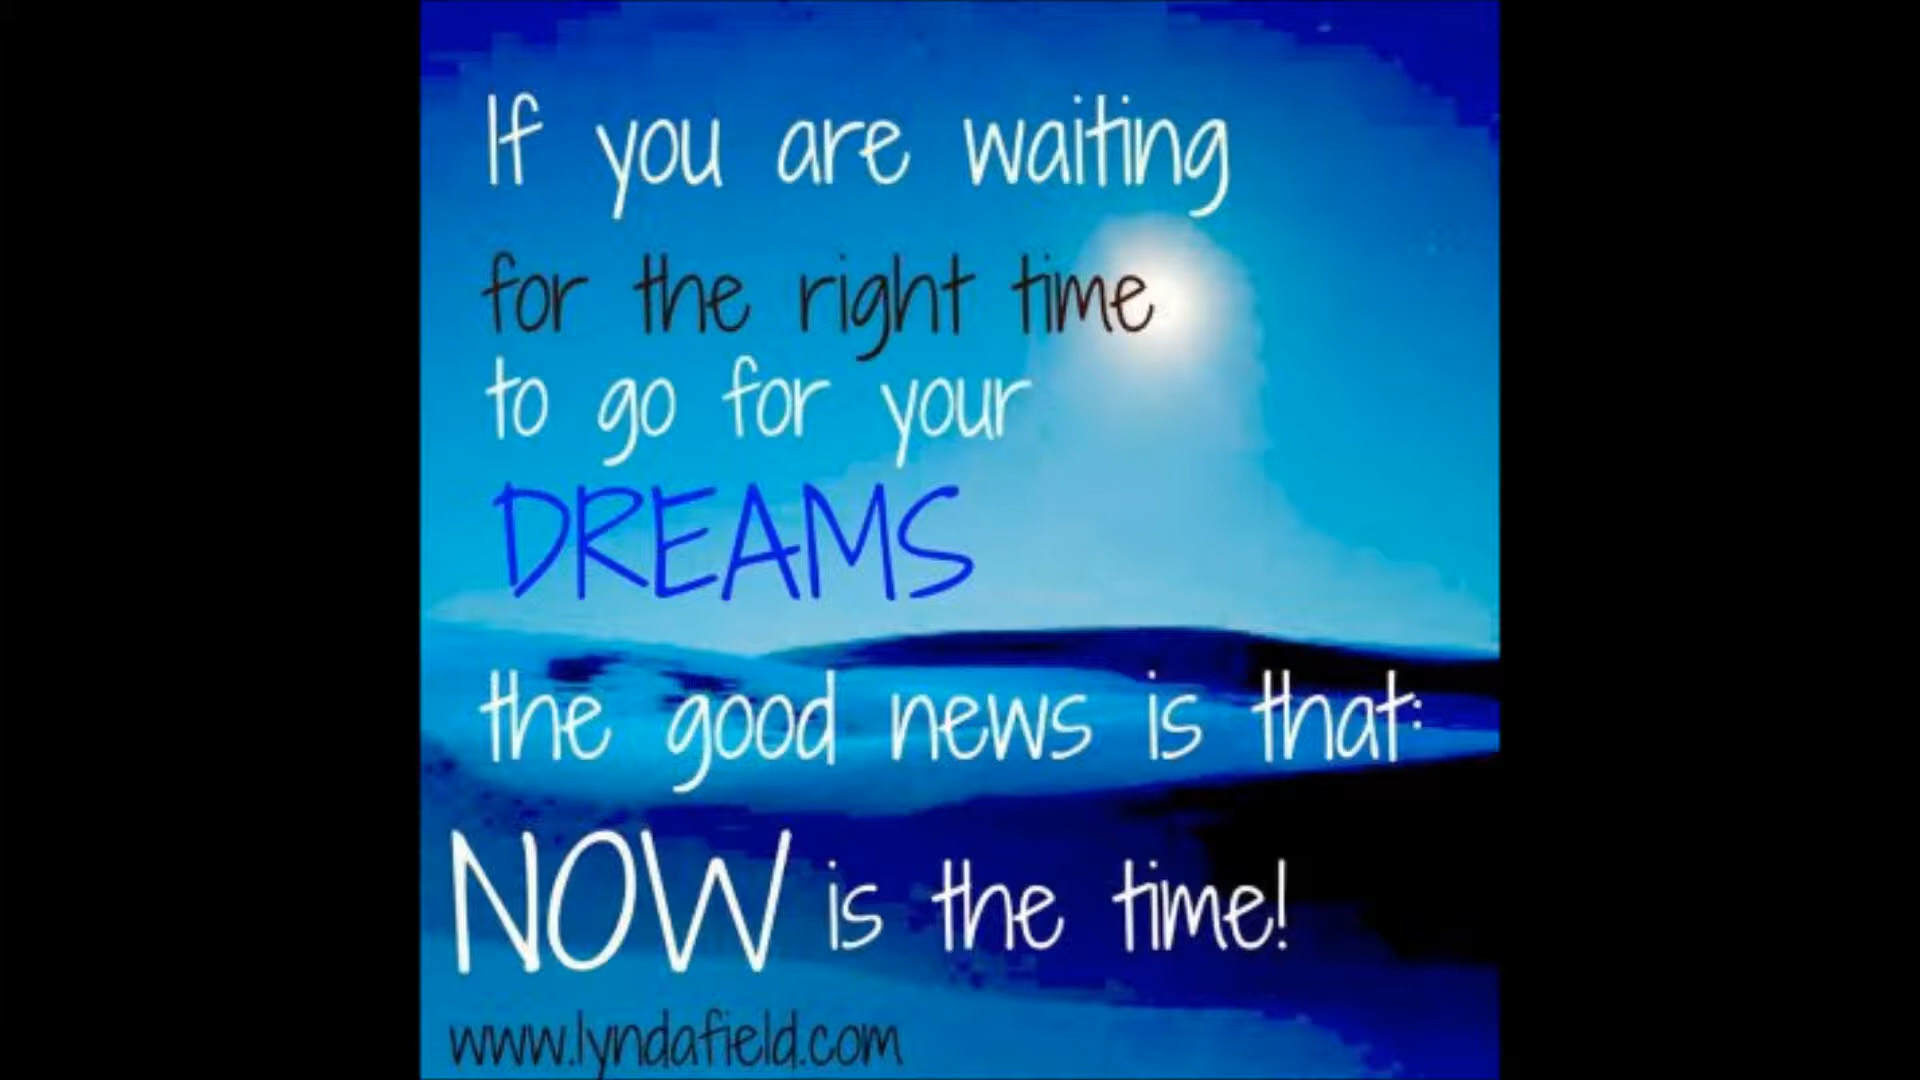 If you are waiting
for the right time
to go for your
DREAMS
the good news is that:
NOW is the time!
www.lyndafield.com